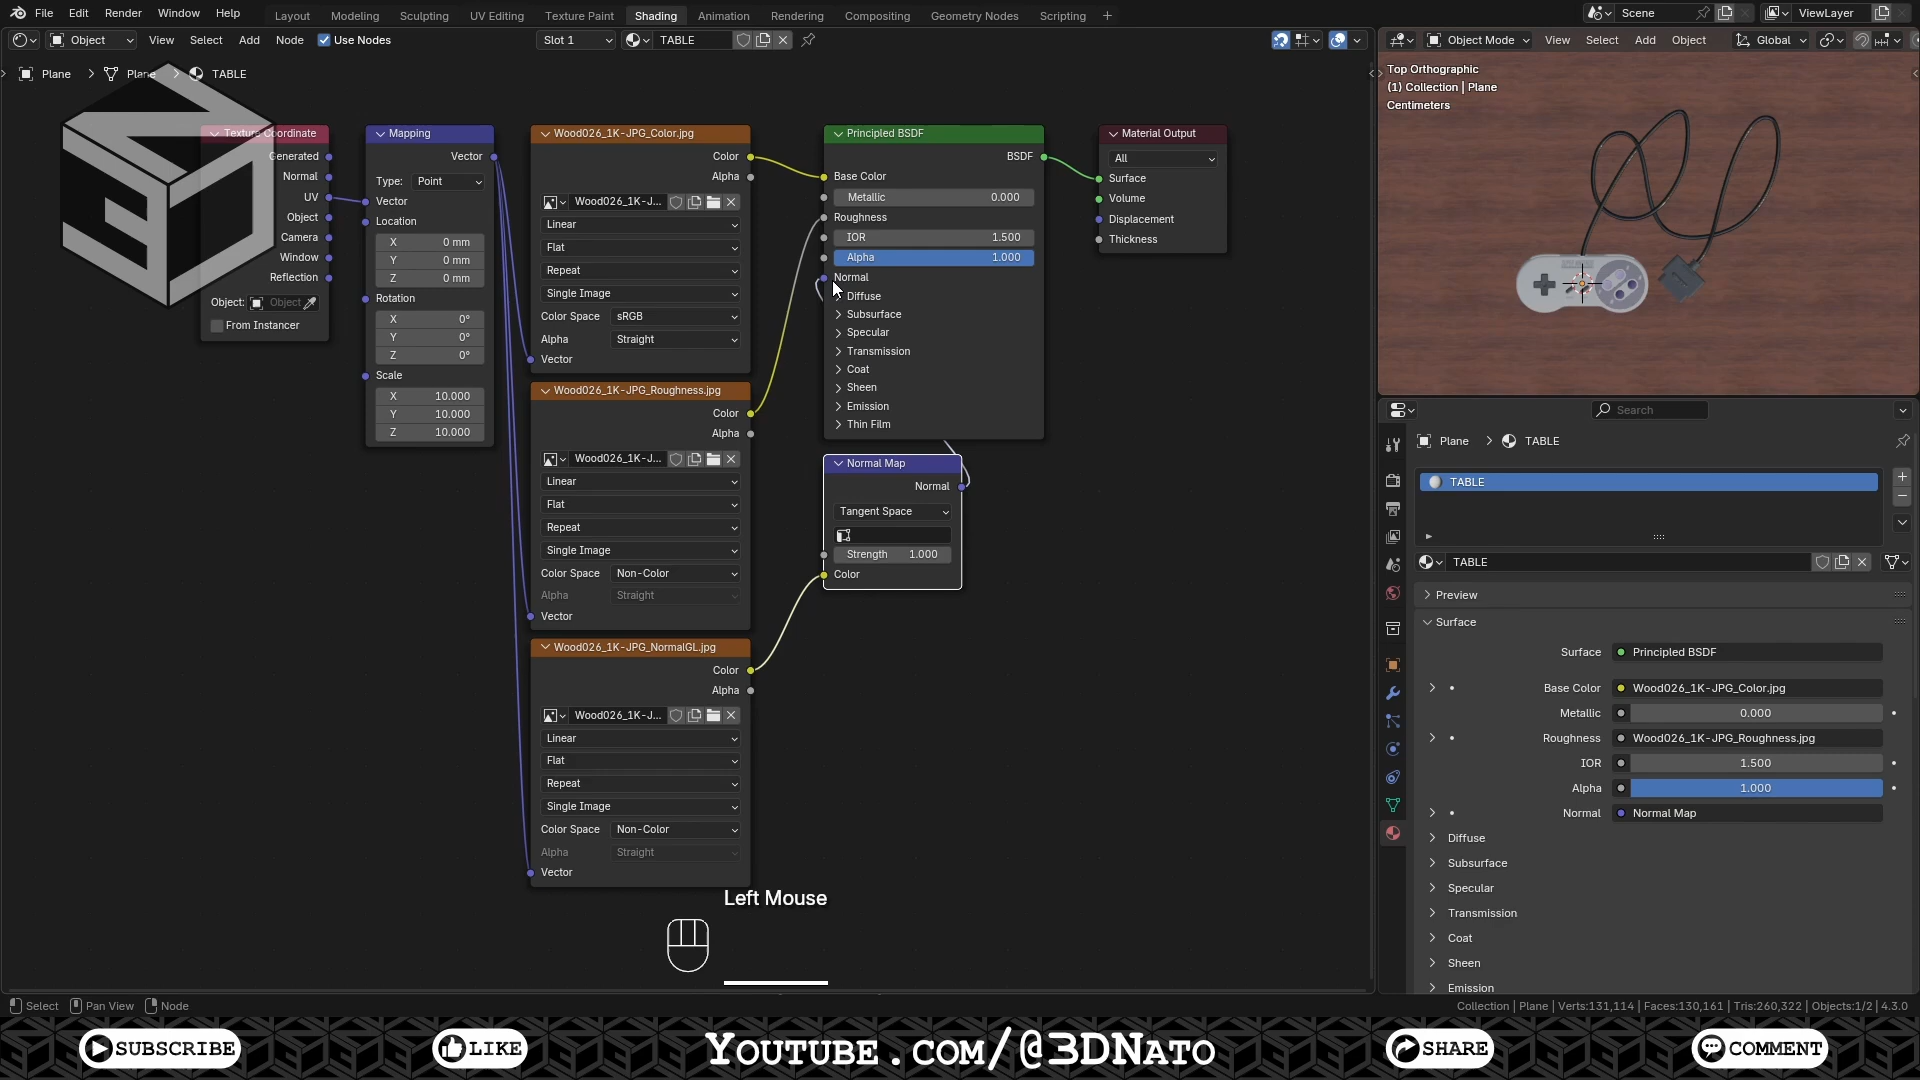 File Edit Render Window Help
Layout Modeling Sculpting UV Editing Texture Paint Shading Animation Rendering Compositing Geometry Nodes Scripting
Scene ViewLayer
Object View Select Add Node Use Nodes Slot 1 TABLE
Object Mode View Select Add Object Global
Plane Plane TABLE
Top Orthographic
(1) Collection | Plane
Centimeters
Texture Coordinate
Generated
Normal
UV
Object
Camera
Window
Reflection
Object: Object
From Instancer
Mapping
Vector
Type: Point
Vector
Location
X 0 mm
Y 0 mm
Z 0 mm
Rotation
X 0°
Y 0°
Z 0°
Scale
X 10.000
Y 10.000
Z 10.000
Wood026_1K-JPG_Color.jpg
Color
Alpha
Wood026_1K-J...
Linear
Flat
Repeat
Single Image
Color Space sRGB
Alpha Straight
Vector
Wood026_1K-JPG_Roughness.jpg
Color
Alpha
Wood026_1K-J...
Linear
Flat
Repeat
Single Image
Color Space Non-Color
Alpha Straight
Vector
Wood026_1K-JPG_NormalGL.jpg
Color
Alpha
Wood026_1K-J...
Linear
Flat
Repeat
Single Image
Color Space Non-Color
Alpha Straight
Vector
Principled BSDF
BSDF
Base Color
Metallic 0.000
Roughness
IOR 1.500
Alpha 1.000
Normal
Diffuse
Subsurface
Specular
Transmission
Coat
Sheen
Emission
Thin Film
Normal Map
Normal
Tangent Space
Strength 1.000
Color
Material Output
All
Surface
Volume
Displacement
Thickness
Left Mouse
Search
Plane TABLE
TABLE
TABLE
Preview
Surface
Surface Principled BSDF
Base Color Wood026_1K-JPG_Color.jpg
Metallic 0.000
Roughness Wood026_1K-JPG_Roughness.jpg
IOR 1.500
Alpha 1.000
Normal Normal Map
Diffuse
Subsurface
Specular
Transmission
Coat
Sheen
Emission
Select Pan View Node
Collection | Plane | Verts:131,114 | Faces:130,161 | Tris:260,322 | Objects:1/2 | 4.3.0
SUBSCRIBE LIKE YOUTUBE.COM/@3DNATO SHARE COMMENT